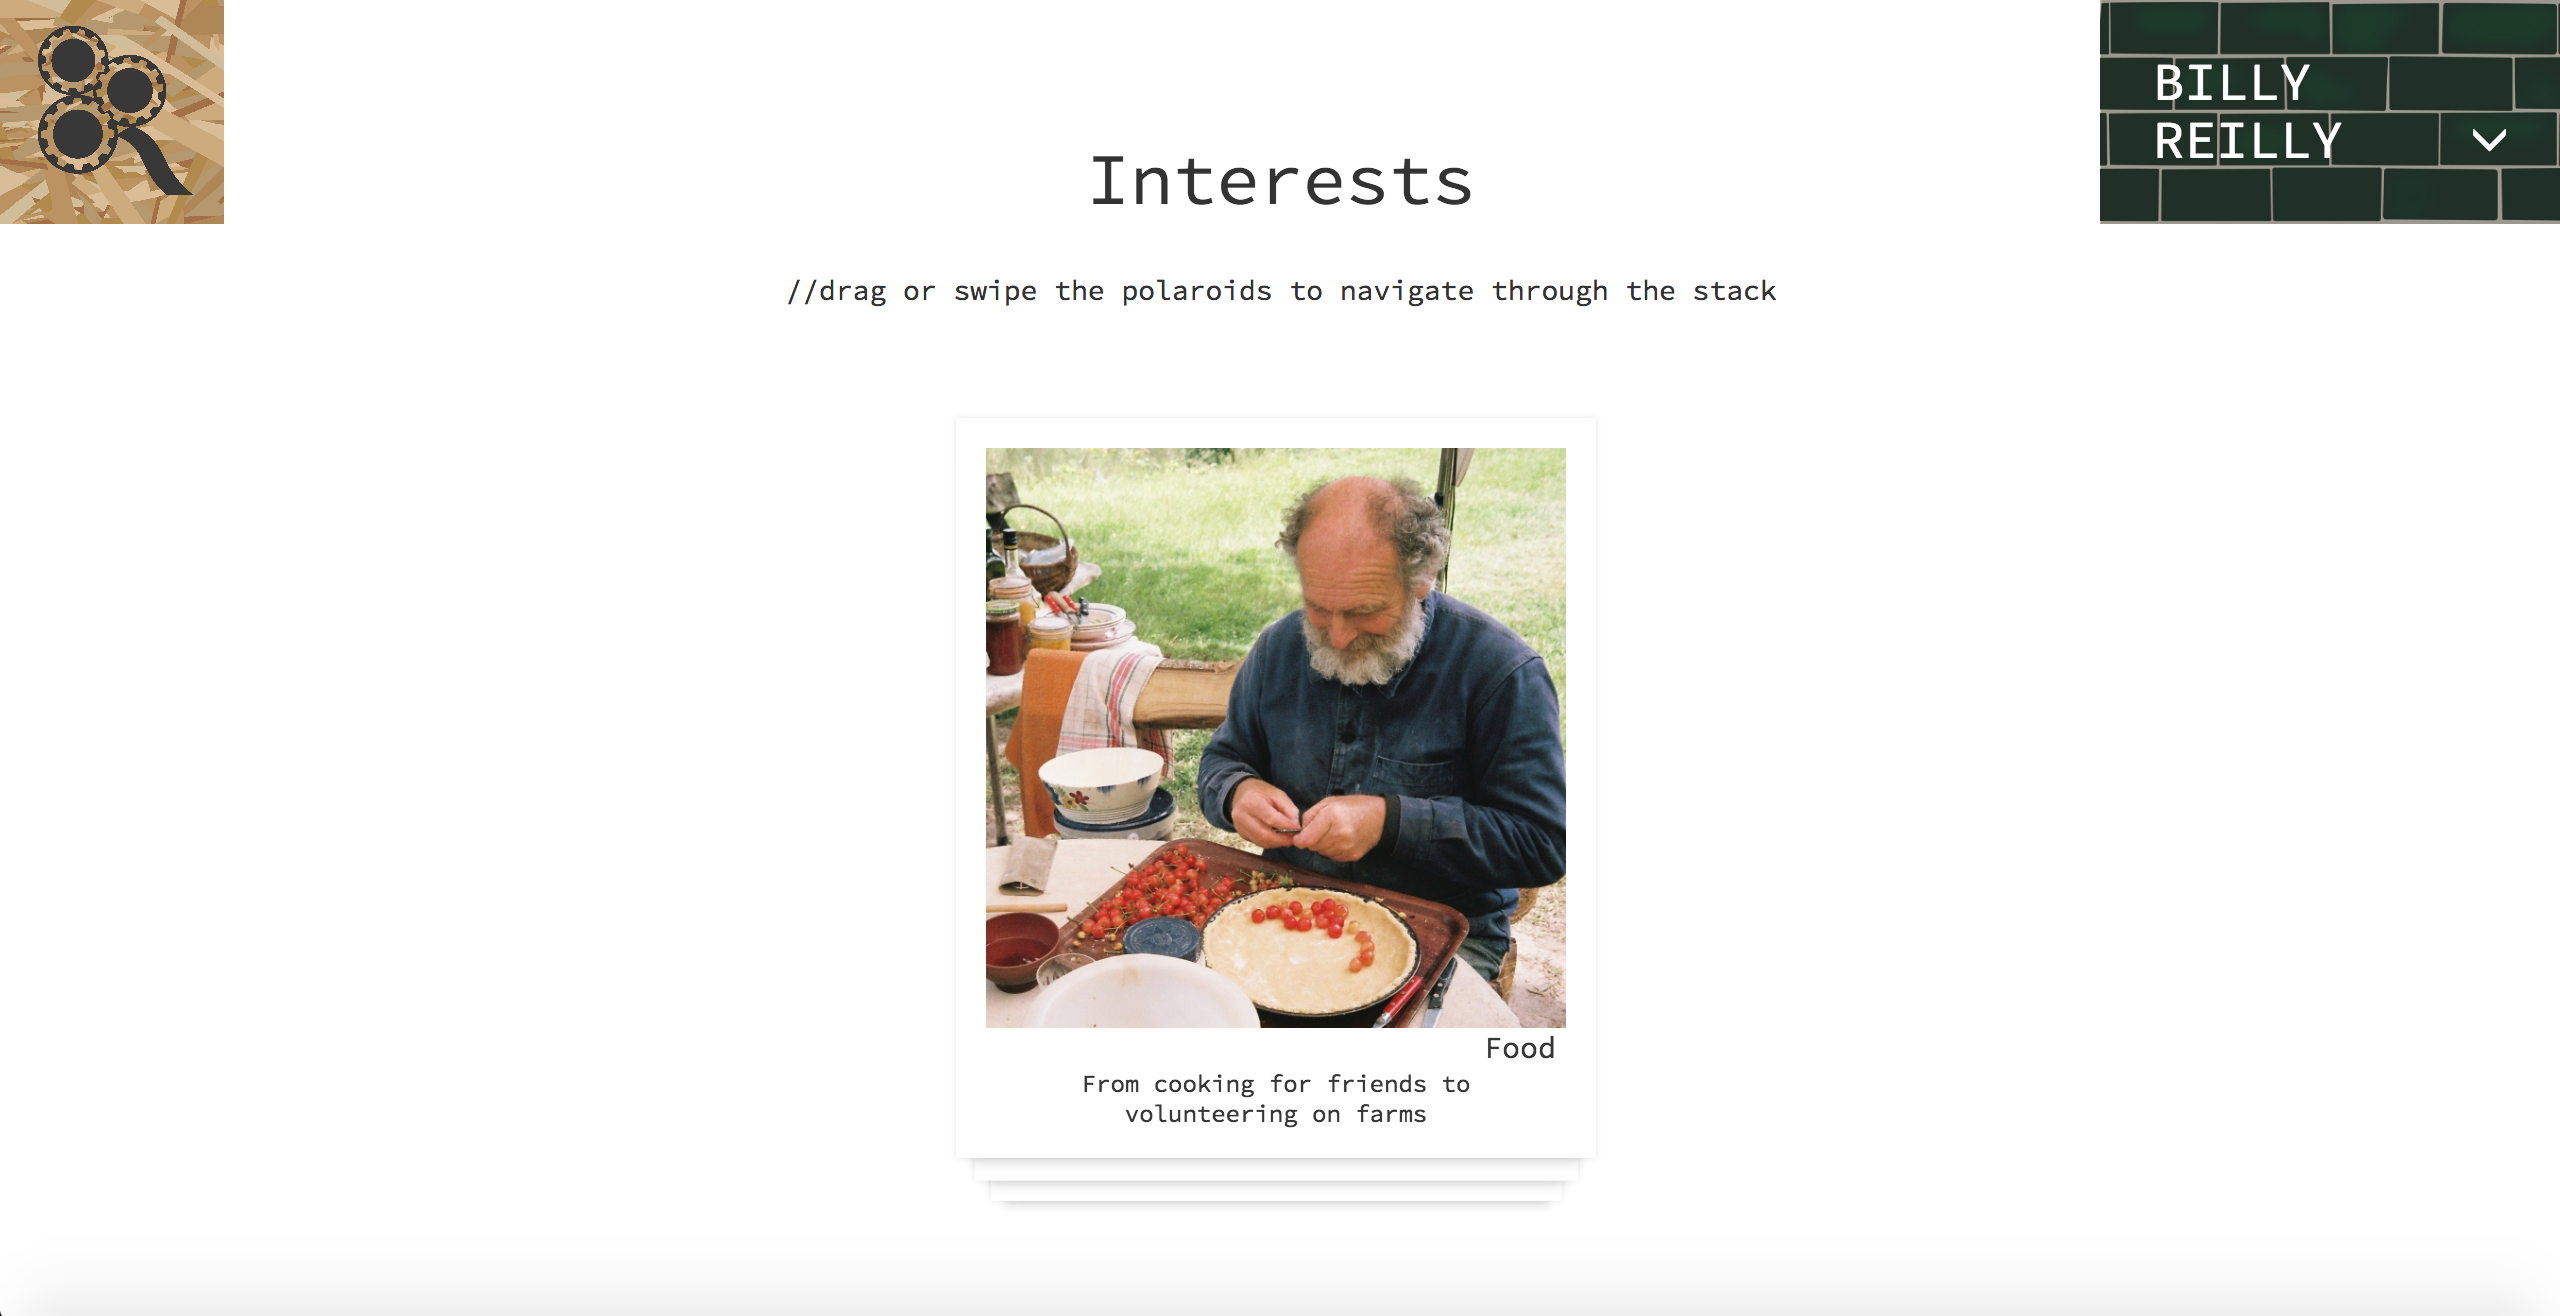 BILLY
REILLY
Interests
//drag or swipe the polaroids to navigate through the stack
Food
From cooking for friends to
volunteering on farms